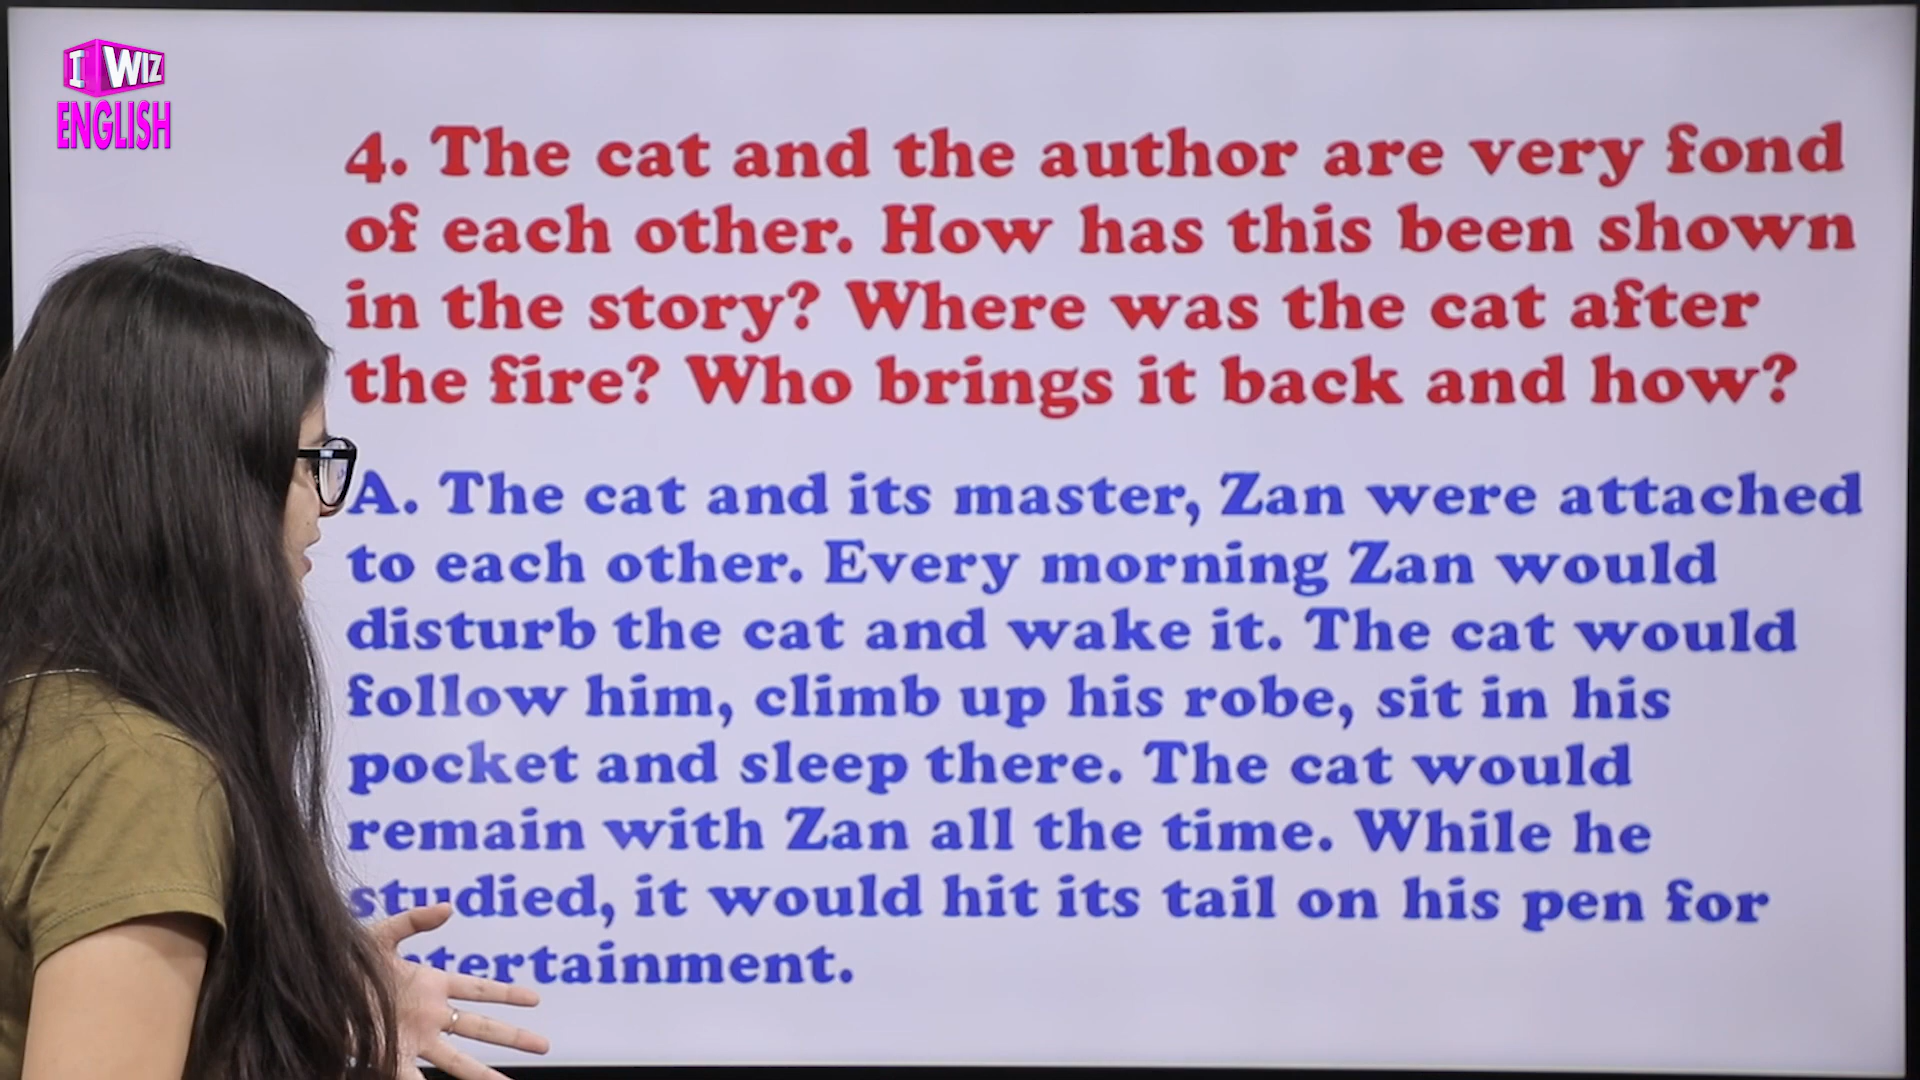 I WIZ
ENGLISH
4. The cat and the author are very fond
of each other. How has this been shown
in the story? Where was the cat after
the fire? Who brings it back and how?
A. The cat and its master, Zan were attached
to each other. Every morning Zan would
disturb the cat and wake it. The cat would
follow him, climb up his robe, sit in his
pocket and sleep there. The cat would
remain with Zan all the time. While he
studied, it would hit its tail on his pen for
entertainment.